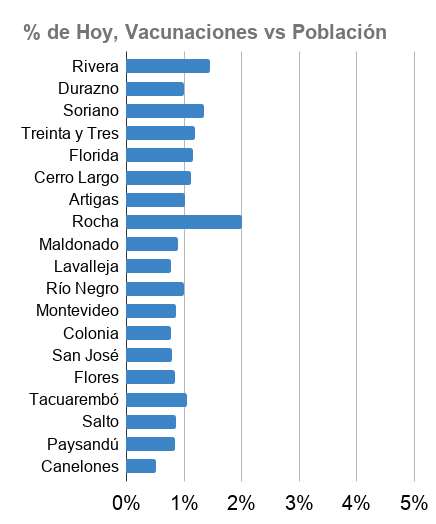 % de Hoy, Vacunaciones vs Población
Rivera
Durazno
Soriano
Treinta y Tres
Florida
Cerro Largo
Artigas
Rocha
Maldonado
Lavalleja
Río Negro
Montevideo
Colonia
San José
Flores
Tacuarembó
Salto
Paysandú
Canelones
0% 1% 2% 3% 4% 5%